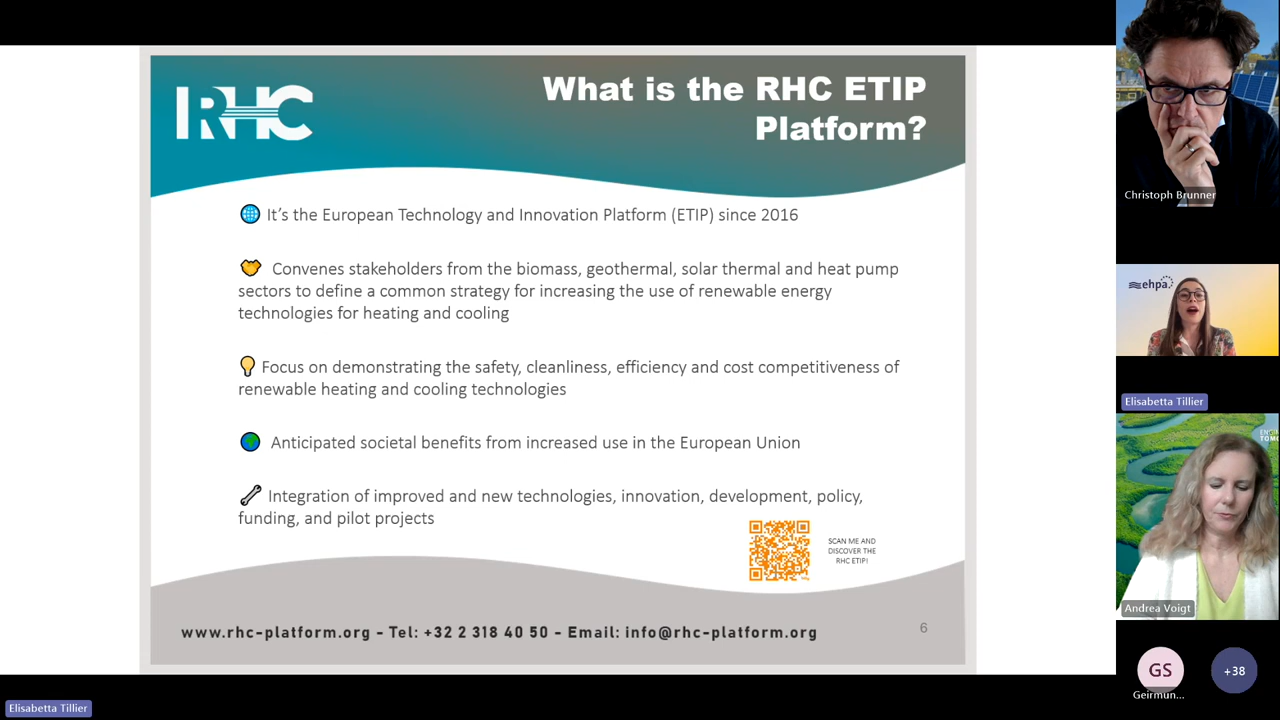 RHC
What is the RHC ETIP
Platform?
It's the European Technology and Innovation Platform (ETIP) since 2016
Convenes stakeholders from the biomass, geothermal, solar thermal and heat pump
sectors to define a common strategy for increasing the use of renewable energy
technologies for heating and cooling
Focus on demonstrating the safety, cleanliness, efficiency and cost competitiveness of
renewable heating and cooling technologies
Anticipated societal benefits from increased use in the European Union
Integration of improved and new technologies, innovation, development, policy,
funding, and pilot projects
SCAN ME AND
DISCOVER THE
RHC ETIP!
www.rhc-platform.org - Tel: +32 2 318 40 50 - Email: info@rhc-platform.org
6
Elisabetta Tillier
Christoph Brunner
ehpa
Elisabetta Tillier
Andrea Voigt
GS
Geirmun...
+38